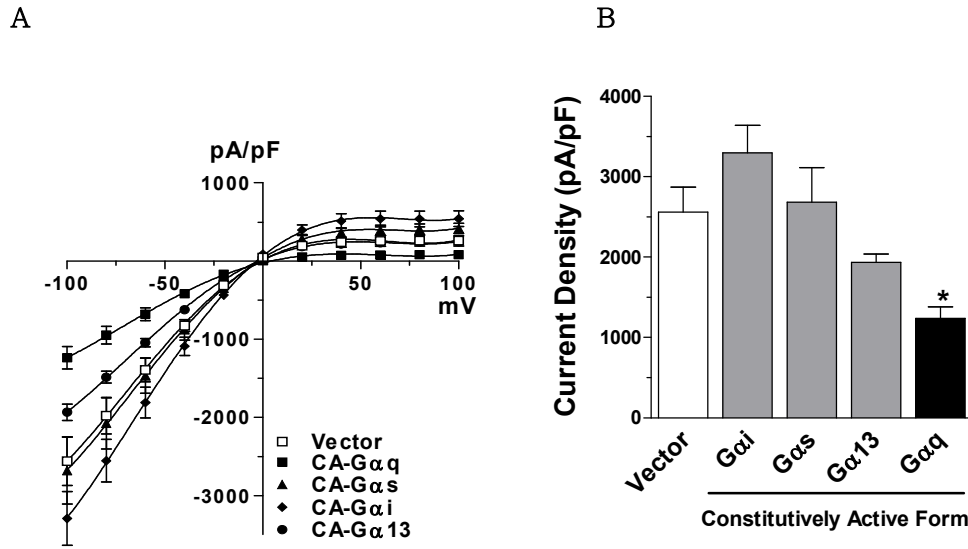 A
B
pA/pF
1000
-100
-50
50
100
mV
-1000
-2000
-3000
Vector
CA-Gαq
CA-Gαs
CA-Gαi
CA-Gα13
Current Density (pA/pF)
4000
3000
2000
1000
0
*
Vector
Gαi
Gαs
Gα13
Gαq
Constitutively Active Form